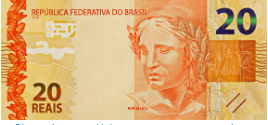 REPÚBLICA FEDERATIVA DO BRASIL
20
20
REAIS
REPÚBLICA